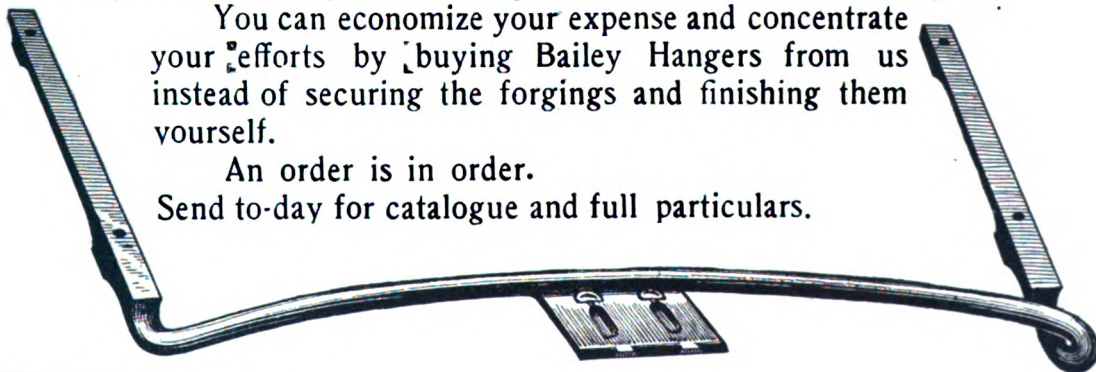 You can economize your expense and concentrate
your efforts by buying Bailey Hangers from us
instead of securing the forgings and finishing them
yourself.
An order is in order.
Send to-day for catalogue and full particulars.